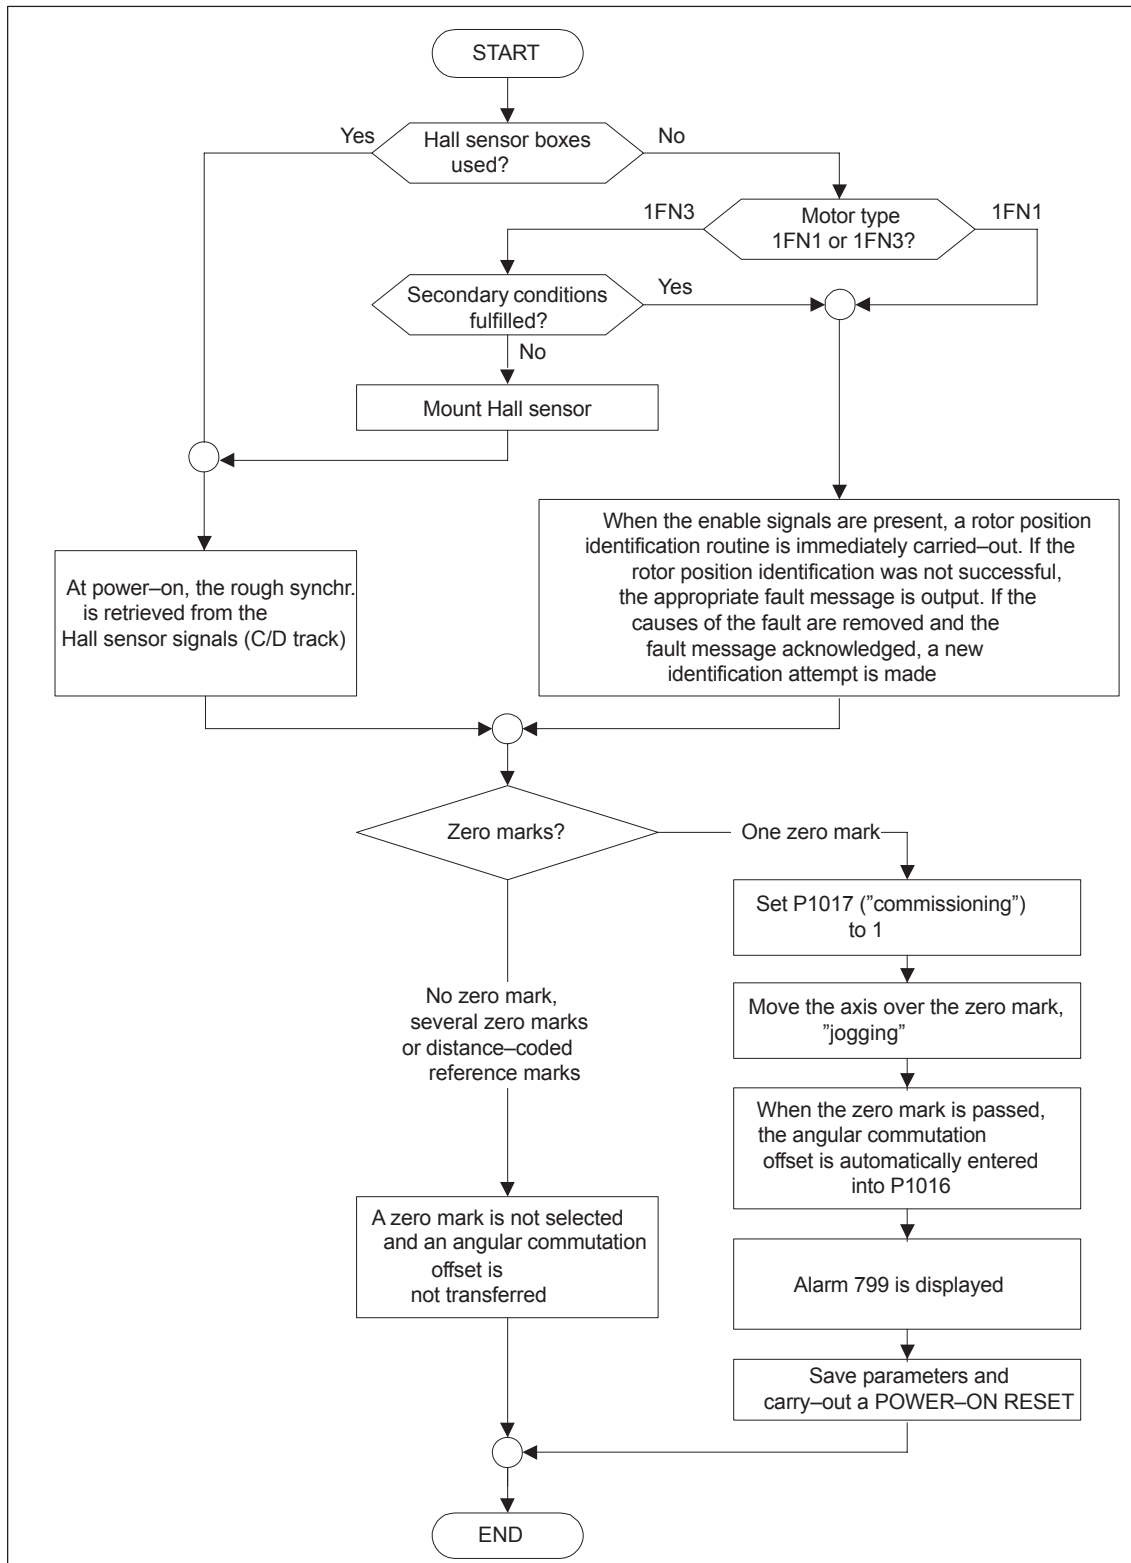 START
Yes
Hall sensor boxes
used?
No
1FN3
Motor type
1FN1 or 1FN3?
1FN1
Secondary conditions
fulfilled?
Yes
No
Mount Hall sensor
When the enable signals are present, a rotor position
identification routine is immediately carried–out. If the
rotor position identification was not successful,
the appropriate fault message is output. If the
causes of the fault are removed and the
fault message acknowledged, a new
identification attempt is made
At power–on, the rough synchr.
is retrieved from the
Hall sensor signals (C/D track)
Zero marks?
One zero mark
Set P1017 (”commissioning”)
to 1
Move the axis over the zero mark,
”jogging”
No zero mark,
several zero marks
or distance–coded
reference marks
When the zero mark is passed,
the angular commutation
offset is automatically entered
into P1016
A zero mark is not selected
and an angular commutation
offset is
not transferred
Alarm 799 is displayed
Save parameters and
carry–out a POWER–ON RESET
END